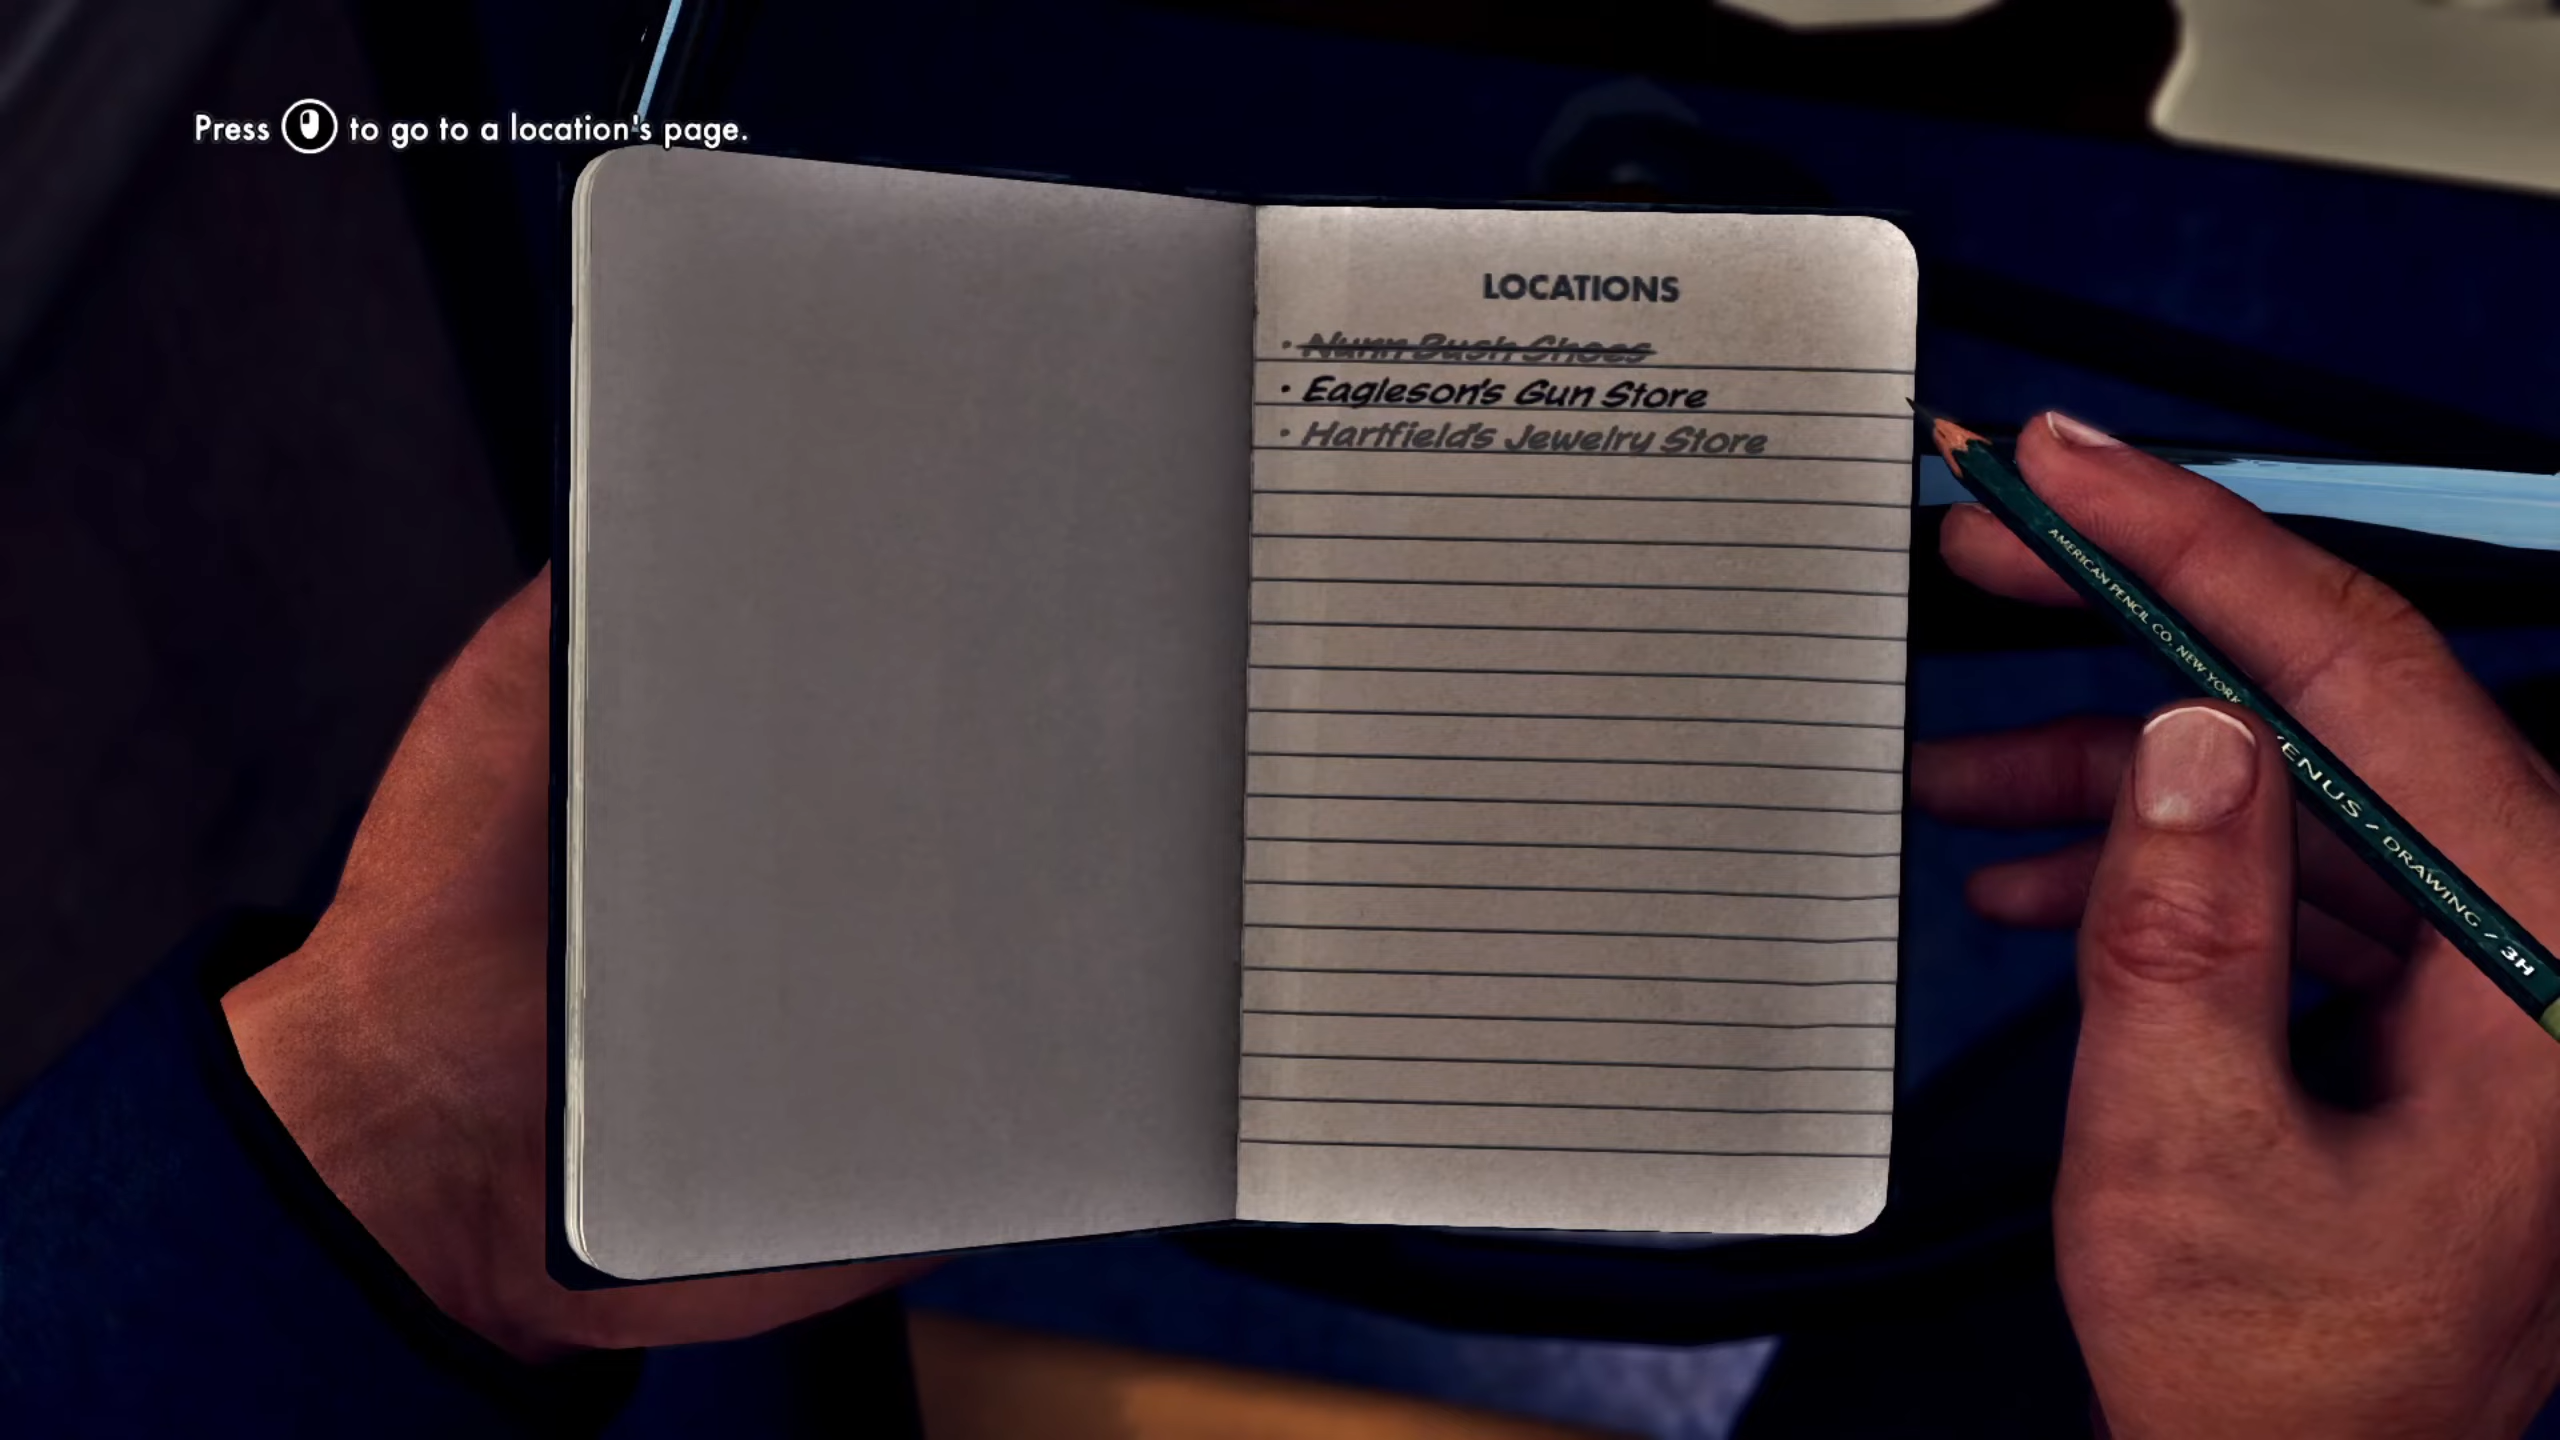 Press to go to a location's page.
LOCATIONS
• Nunn Bush Shoes
• Eagleson's Gun Store
• Hartfield's Jewelry Store
AMERICAN PENCIL CO. NEW YORK
VENUS / DRAWING / 3H